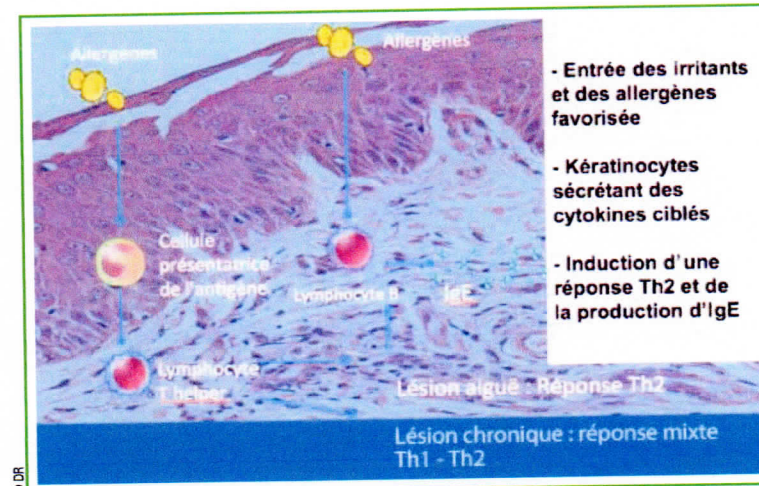 Allergènes
Allergènes
- Entrée des irritants
et des allergènes
favorisée
- Kératinocytes
sécrétant des
cytokines ciblés
- Induction d'une
réponse Th2 et de
la production d'IgE
Cellule
présentatrice
de l'antigène
Lymphocyte B
IgE
Lymphocyte
T helper
Lésion aiguë : Réponse Th2
Lésion chronique : réponse mixte
Th1 - Th2
DR